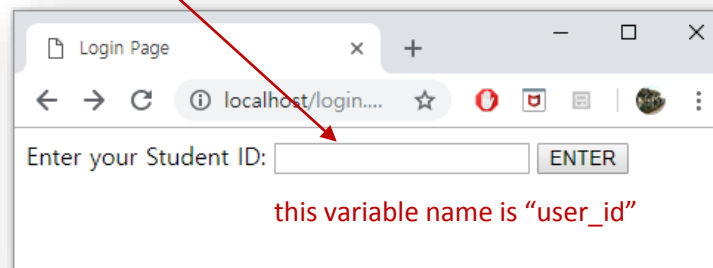 Login Page
localhost/login....
Enter your Student ID: ENTER
this variable name is “user_id”